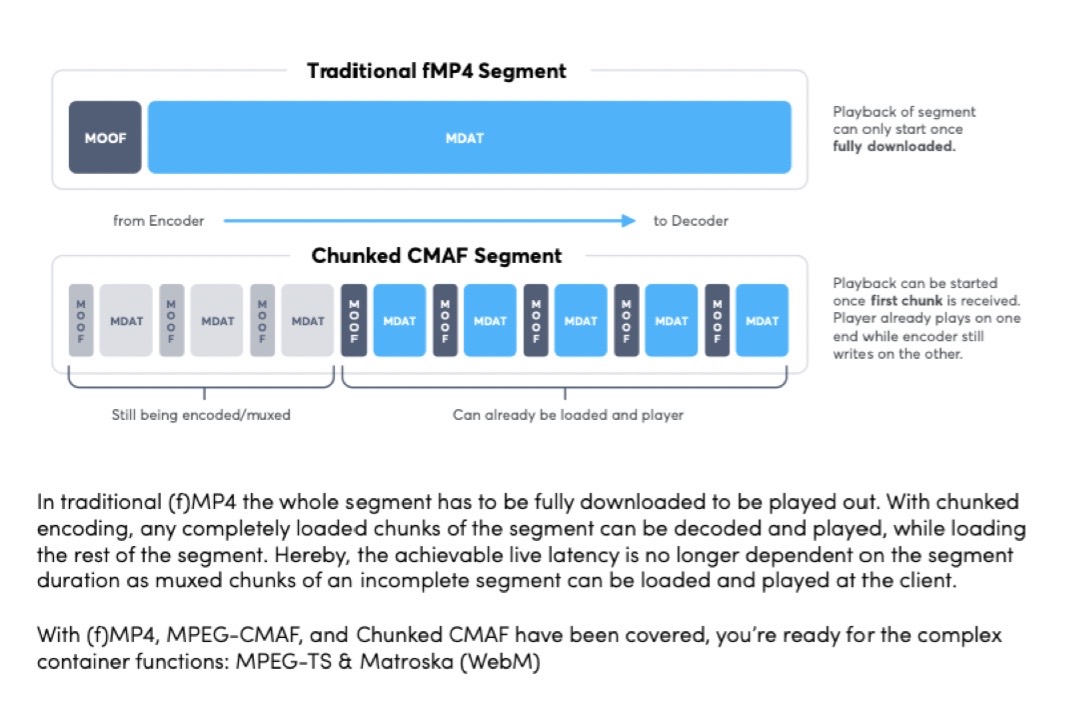 Traditional fMP4 Segment
MOOF
MDAT
Playback of segment
can only start once
fully downloaded.
from Encoder
to Decoder
Chunked CMAF Segment
MOOF
MDAT
MOOF
MDAT
MOOF
MDAT
MOOF
MDAT
MOOF
MDAT
MOOF
MDAT
MOOF
MDAT
MOOF
MDAT
Playback can be started
once first chunk is received.
Player already plays on one
end while encoder still
writes on the other.
Still being encoded/muxed
Can already be loaded and player
In traditional (f)MP4 the whole segment has to be fully downloaded to be played out. With chunked
encoding, any completely loaded chunks of the segment can be decoded and played, while loading
the rest of the segment. Hereby, the achievable live latency is no longer dependent on the segment
duration as muxed chunks of an incomplete segment can be loaded and played at the client.
With (f)MP4, MPEG-CMAF, and Chunked CMAF have been covered, you're ready for the complex
container functions: MPEG-TS & Matroska (WebM)